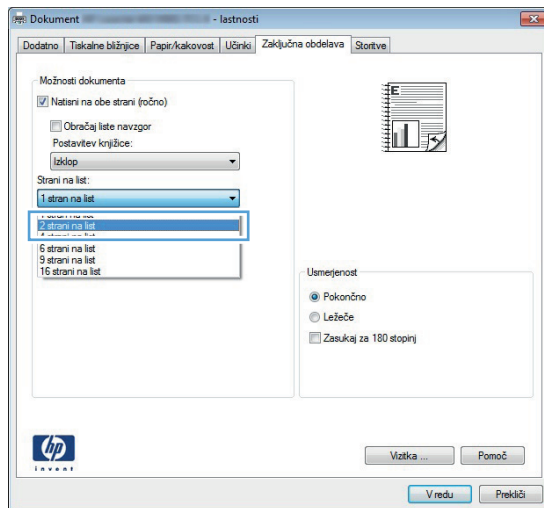 Dokument - lastnosti
Dodatno Tiskalne bližnjice Papir/kakovost Učinki Zaključna obdelava Storitve
Možnosti dokumenta
Natisni na obe strani (ročno)
Obračaj liste navzgor
Postavitev knjižice:
Izklop
Strani na list:
1 stran na list
2 strani na list
6 strani na list
9 strani na list
16 strani na list
Usmerjenost
Pokončno
Ležeče
Zasukaj za 180 stopinj
hp
invent
Vizitka ... Pomoč
V redu Prekliči